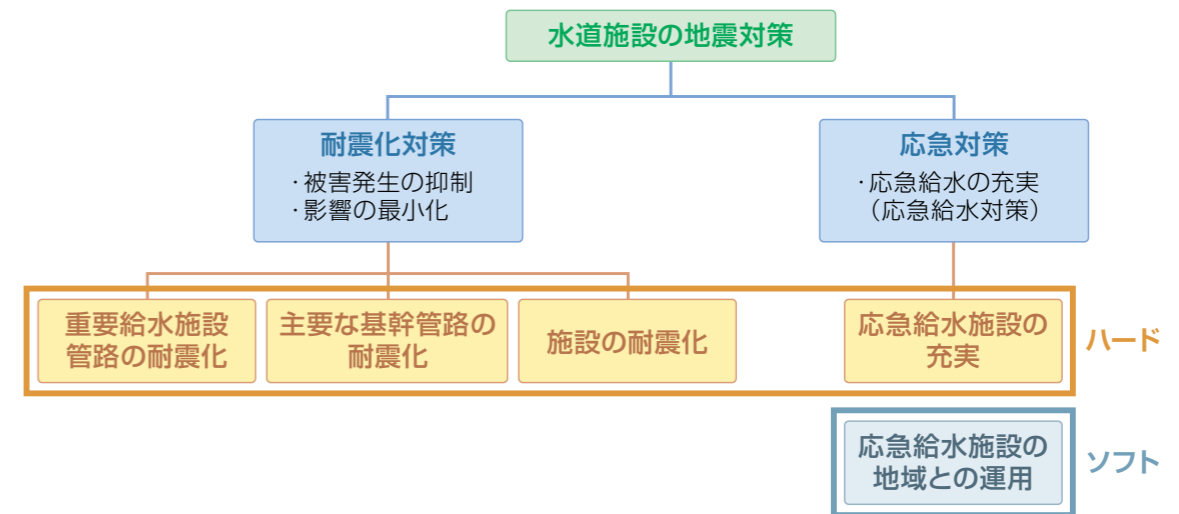 水道施設の地震対策
耐震化対策
・被害発生の抑制
・影響の最小化
応急対策
・応急給水の充実
（応急給水対策）
重要給水施設
管路の耐震化
主要な基幹管路の
耐震化
施設の耐震化
応急給水施設の
充実
ハード
応急給水施設の
地域との運用
ソフト